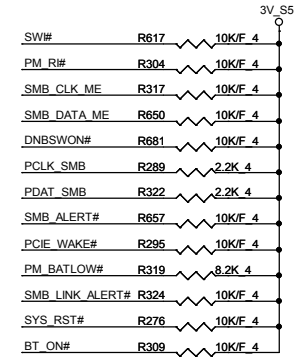 3V_S5
SWI# R617 10K/F_4
PM_RI# R304 10K/F_4
SMB_CLK_ME R317 10K/F_4
SMB_DATA_ME R650 10K/F_4
DNBSWON# R681 10K/F_4
PCLK_SMB R289 2.2K_4
PDAT_SMB R322 2.2K_4
SMB_ALERT# R657 10K/F_4
PCIE_WAKE# R295 10K/F_4
PM_BATLOW# R319 8.2K_4
SMB_LINK_ALERT# R324 10K/F_4
SYS_RST# R276 10K/F_4
BT_ON# R309 10K/F_4